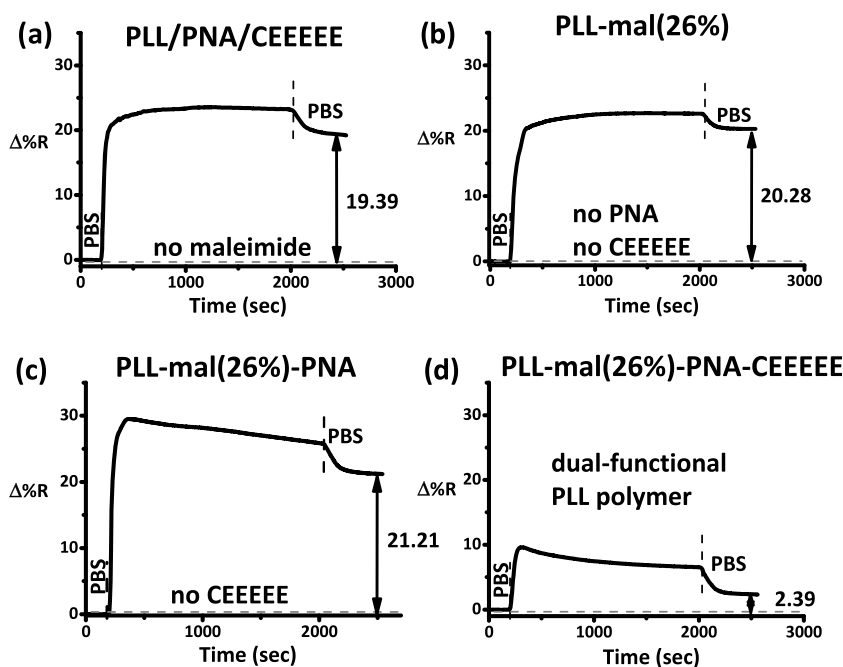 (a) PLL/PNA/CEEEEE
30
20
10
0
Δ%R
PBS
PBS
19.39
no maleimide
0 1000 2000 3000
Time (sec)
(b) PLL-mal(26%)
30
20
10
0
Δ%R
PBS
PBS
20.28
no PNA
no CEEEEE
0 1000 2000 3000
Time (sec)
(c) PLL-mal(26%)-PNA
30
20
10
0
Δ%R
PBS
PBS
21.21
no CEEEEE
0 1000 2000
Time (sec)
(d) PLL-mal(26%)-PNA-CEEEEE
30
20
10
0
Δ%R
dual-functional
PLL polymer
PBS
PBS
2.39
0 1000 2000 3000
Time (sec)